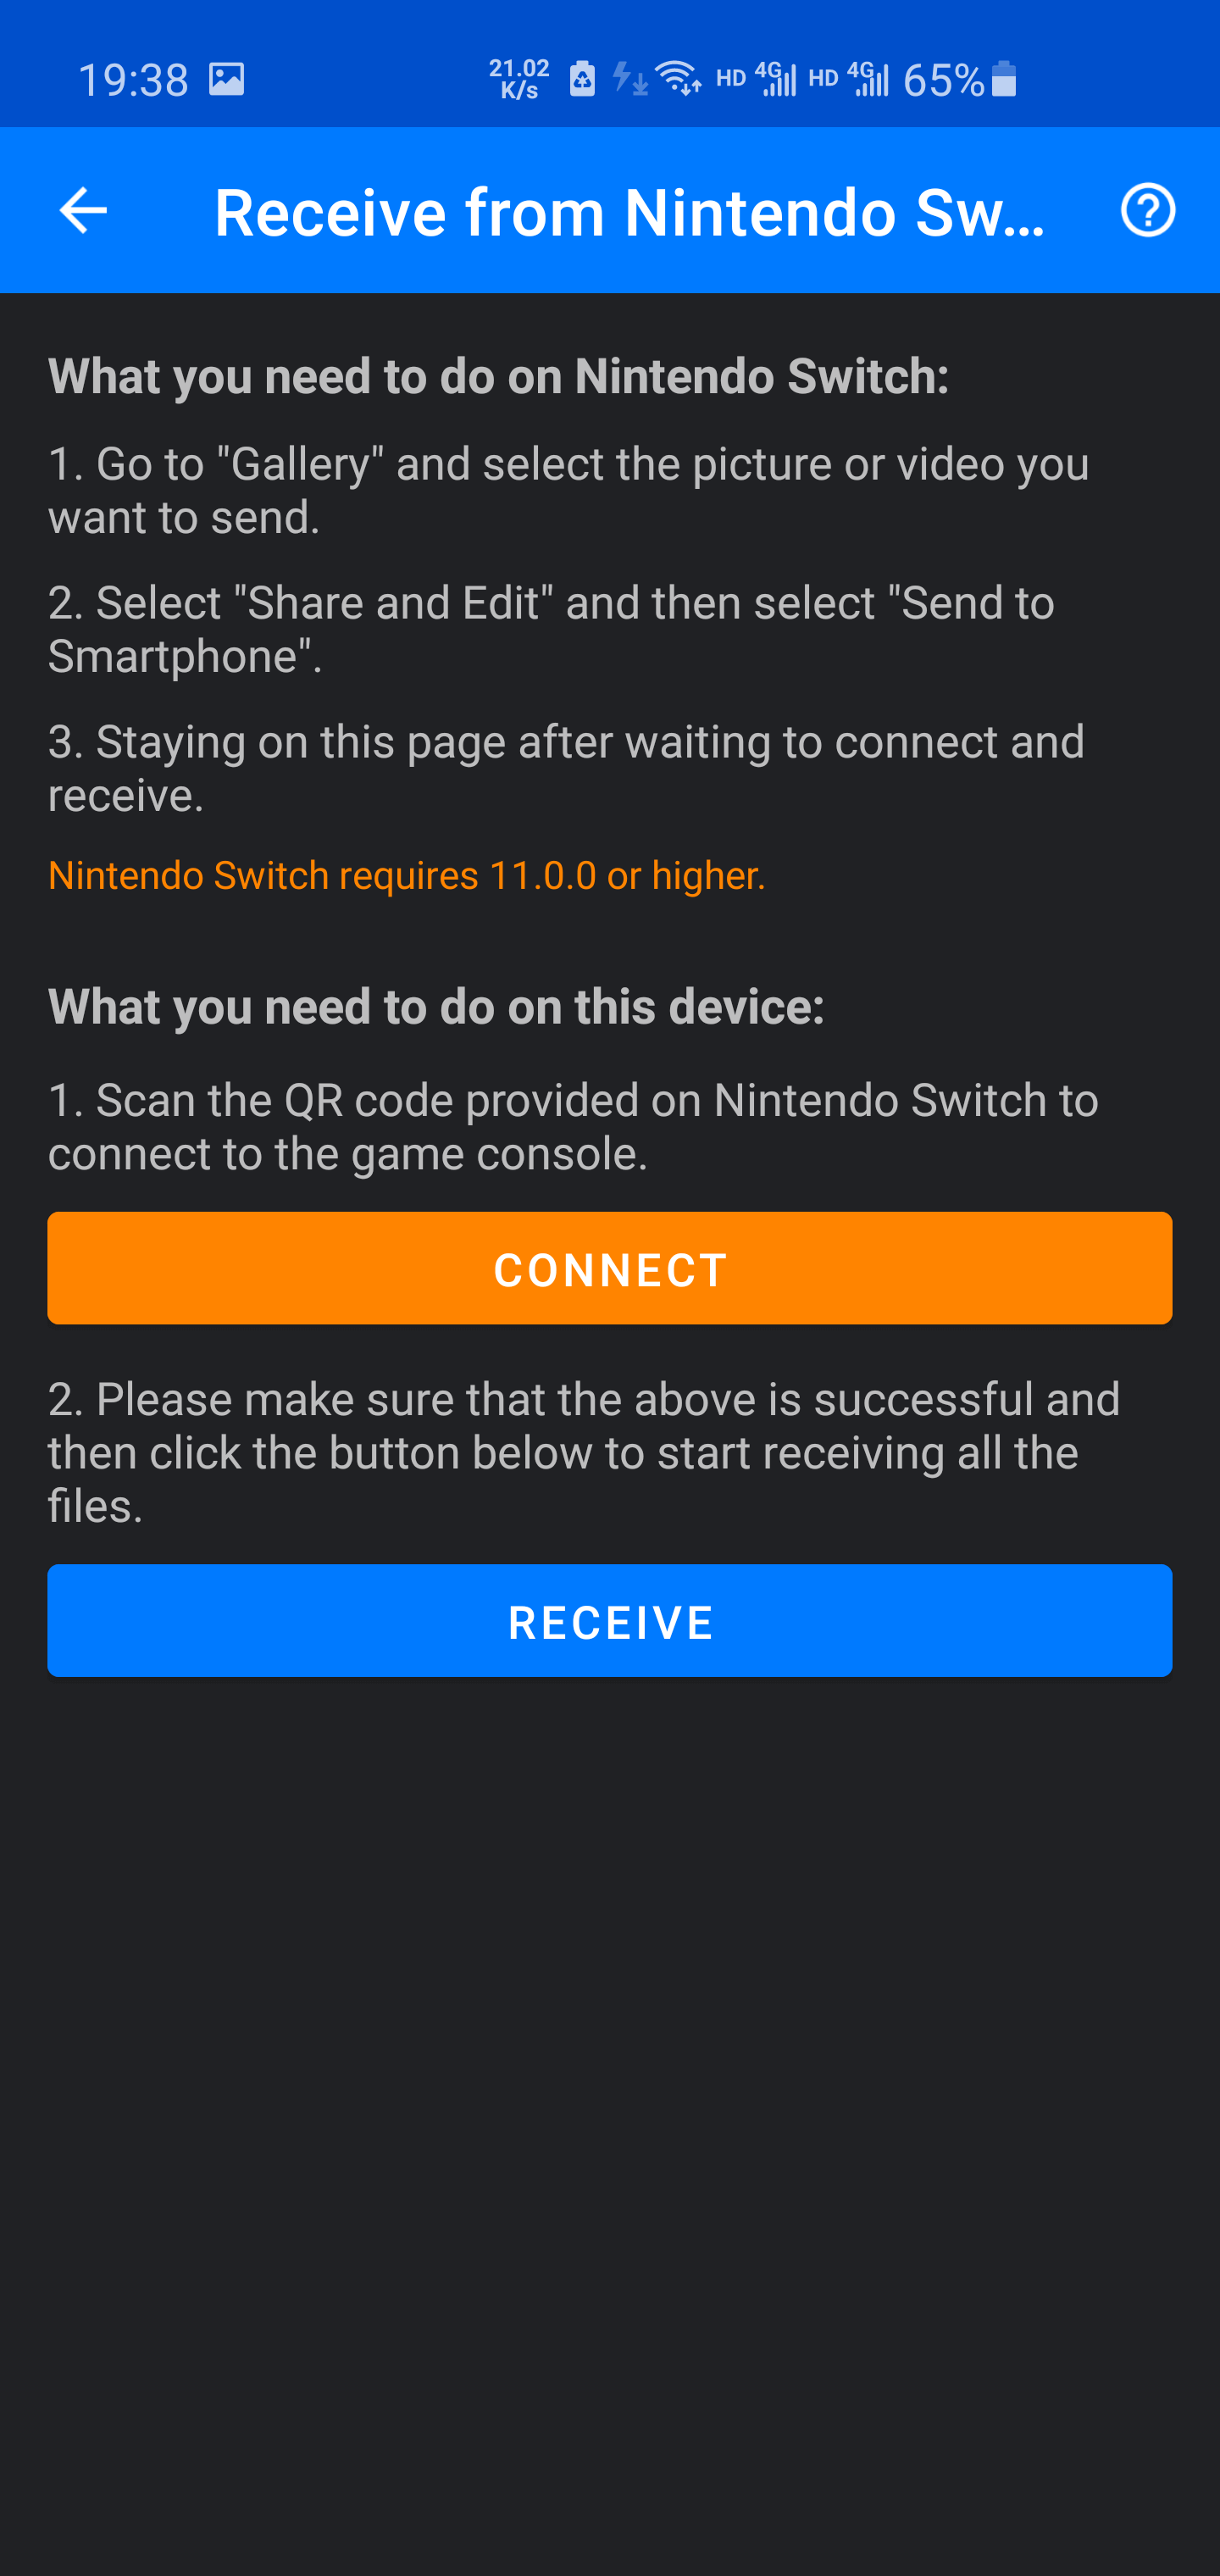 19:38
21.02
K/s
HD 4G HD 4G 65%
Receive from Nintendo Sw...
What you need to do on Nintendo Switch:
1. Go to "Gallery" and select the picture or video you
want to send.
2. Select "Share and Edit" and then select "Send to
Smartphone".
3. Staying on this page after waiting to connect and
receive.
Nintendo Switch requires 11.0.0 or higher.
What you need to do on this device:
1. Scan the QR code provided on Nintendo Switch to
connect to the game console.
CONNECT
2. Please make sure that the above is successful and
then click the button below to start receiving all the
files.
RECEIVE